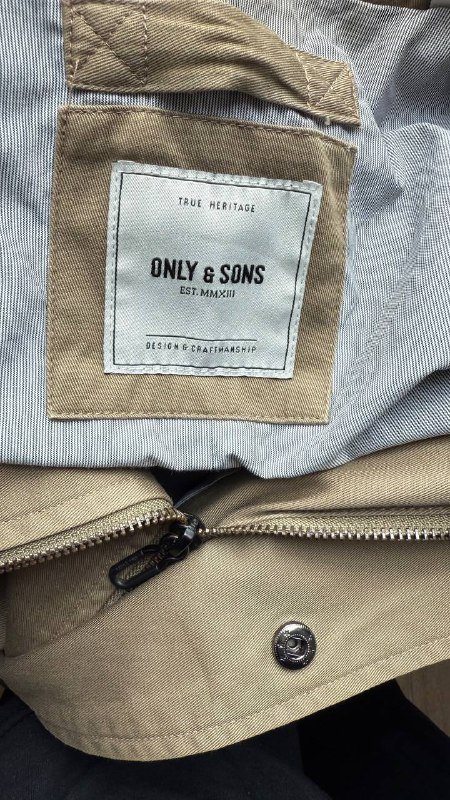 TRUE HERITAGE
ONLY & SONS
EST. MMXIII
DESIGN & CRAFTMANSHIP